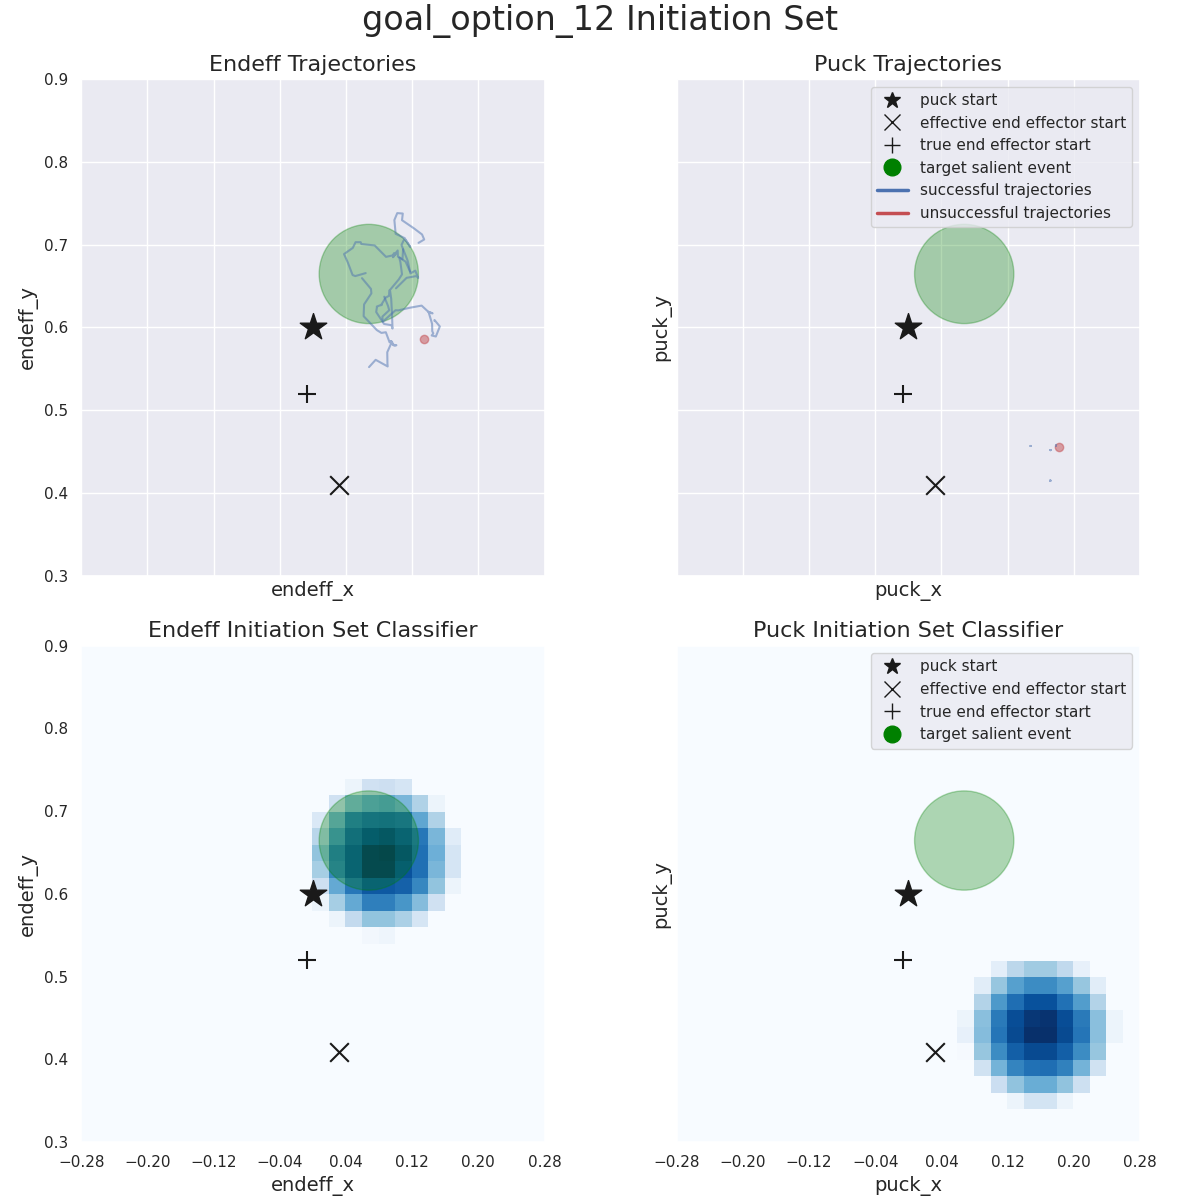 goal_option_12 Initiation Set
Endeff Trajectories
0.9
0.8
0.7
0.6
0.5
0.4
0.3
endeff_y
endeff_x
Puck Trajectories
puck start
effective end effector start
true end effector start
target salient event
successful trajectories
unsuccessful trajectories
puck_y
puck_x
Endeff Initiation Set Classifier
0.9
0.8
0.7
0.6
0.5
0.4
0.3
endeff_y
−0.28 −0.20 −0.12 −0.04 0.04 0.12 0.20 0.28
endeff_x
Puck Initiation Set Classifier
puck start
effective end effector start
true end effector start
target salient event
puck_y
−0.28 −0.20 −0.12 −0.04 0.04 0.12 0.20 0.28
puck_x